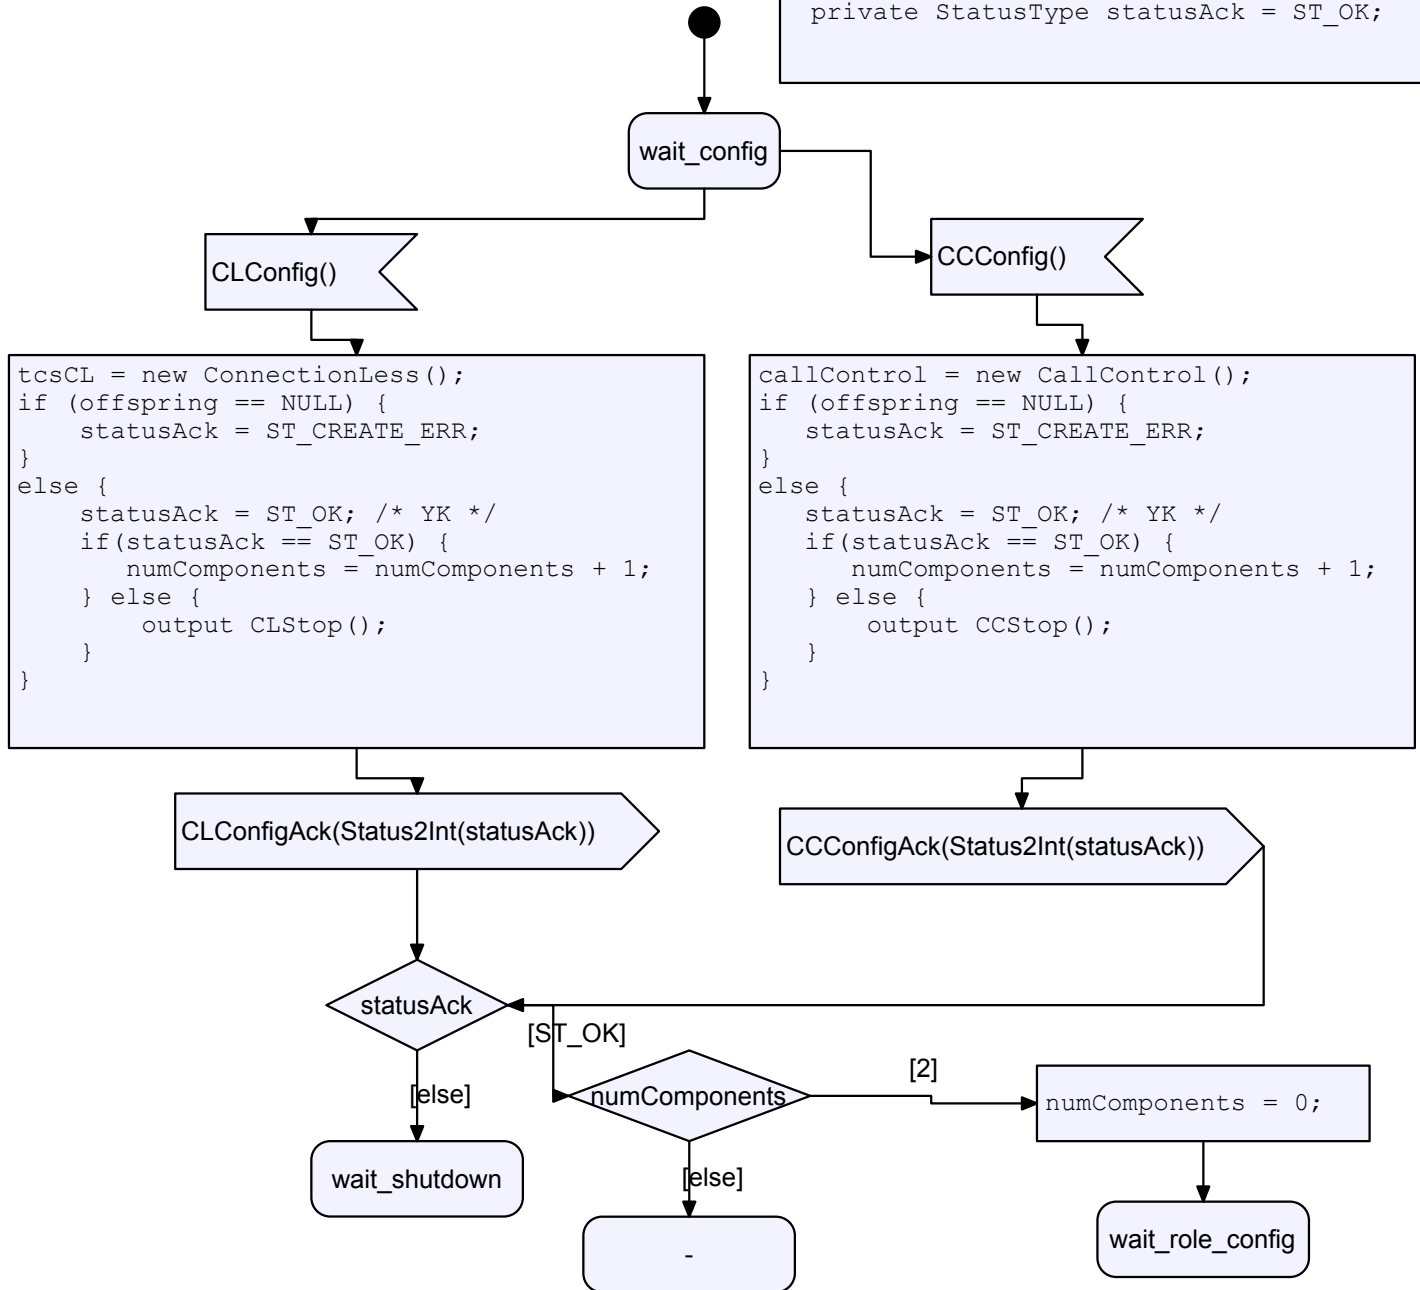 private StatusType statusAck = ST_OK;
wait_config
CLConfig()
CCConfig()
tcsCL = new ConnectionLess();
if (offspring == NULL) {
    statusAck = ST_CREATE_ERR;
}
else {
    statusAck = ST_OK; /* YK */
    if(statusAck == ST_OK) {
       numComponents = numComponents + 1;
    } else {
        output CLStop();
    }
}
callControl = new CallControl();
if (offspring == NULL) {
   statusAck = ST_CREATE_ERR;
}
else {
   statusAck = ST_OK; /* YK */
   if(statusAck == ST_OK) {
      numComponents = numComponents + 1;
   } else {
       output CCStop();
   }
}
CLConfigAck(Status2Int(statusAck))
CCConfigAck(Status2Int(statusAck))
statusAck
[ST_OK]
[else]
numComponents
[2]
numComponents = 0;
wait_shutdown
[else]
-
wait_role_config